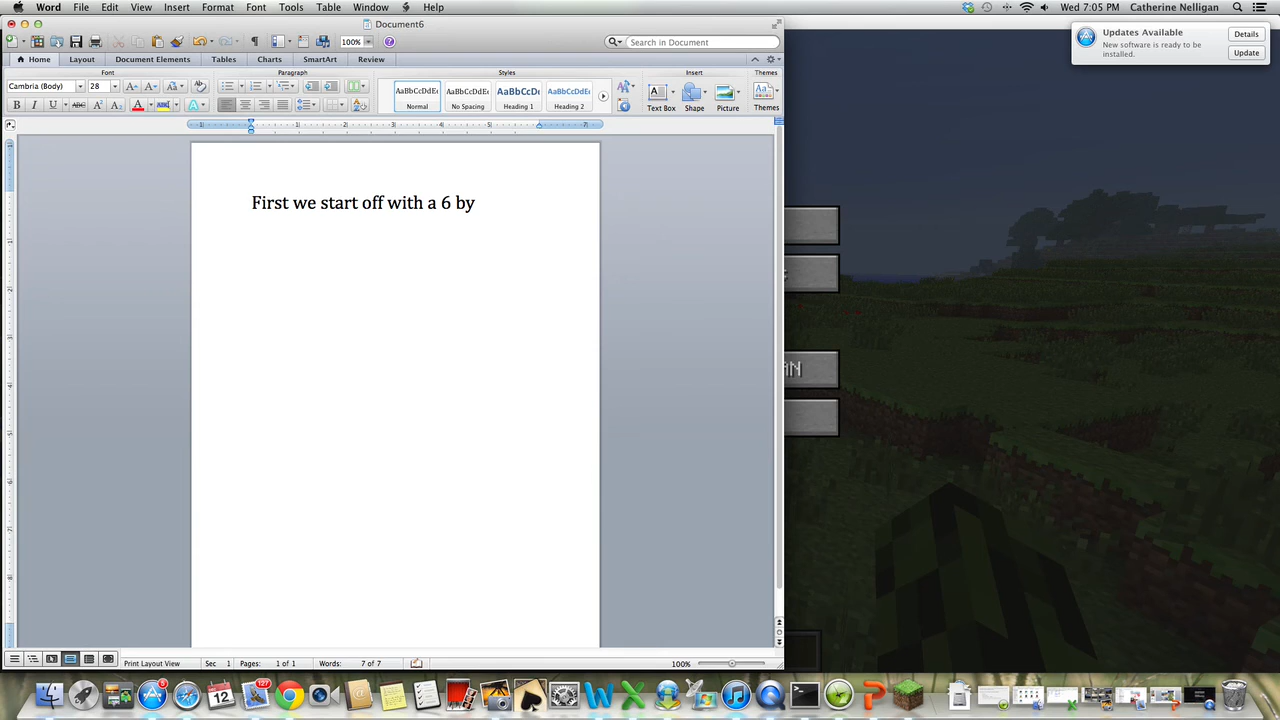 Word File Edit View Insert Format Font Tools Table Window Help Wed 7:05 PM Catherine Nelligan
Document6
Updates Available
New software is ready to be
installed.
Details
Update
100%
Search in Document
Home Layout Document Elements Tables Charts SmartArt Review
Font Paragraph Styles Insert Themes
Cambria (Body) 28
AaBbCcDdEe AaBbCcDdEe AaBbCcDc AaBbCcDdEe
Normal No Spacing Heading 1 Heading 2 Text Box Shape Picture Themes
First we start off with a 6 by
AN
Print Layout View Sec 1 Pages: 1 of 1 Words: 7 of 7 100%